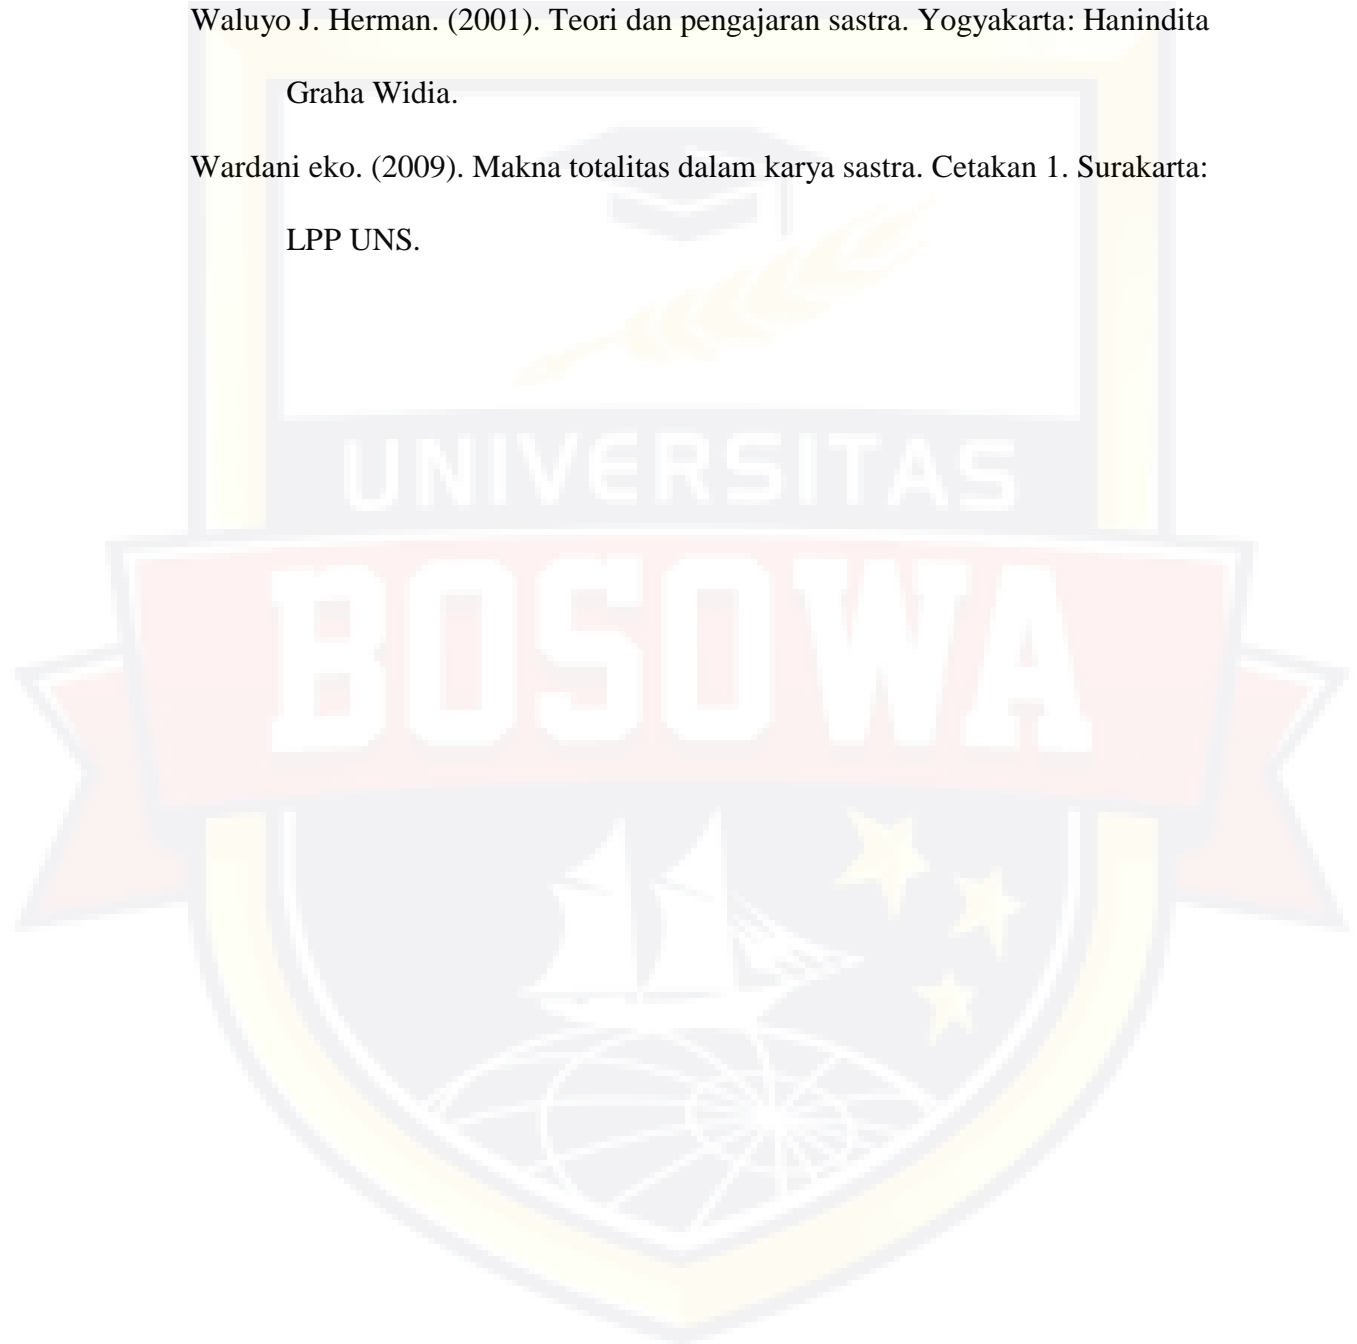 Waluyo J. Herman. (2001). Teori dan pengajaran sastra. Yogyakarta: Hanindita
Graha Widia.
Wardani eko. (2009). Makna totalitas dalam karya sastra. Cetakan 1. Surakarta:
LPP UNS.
UNIVERSITAS
BOSOWA